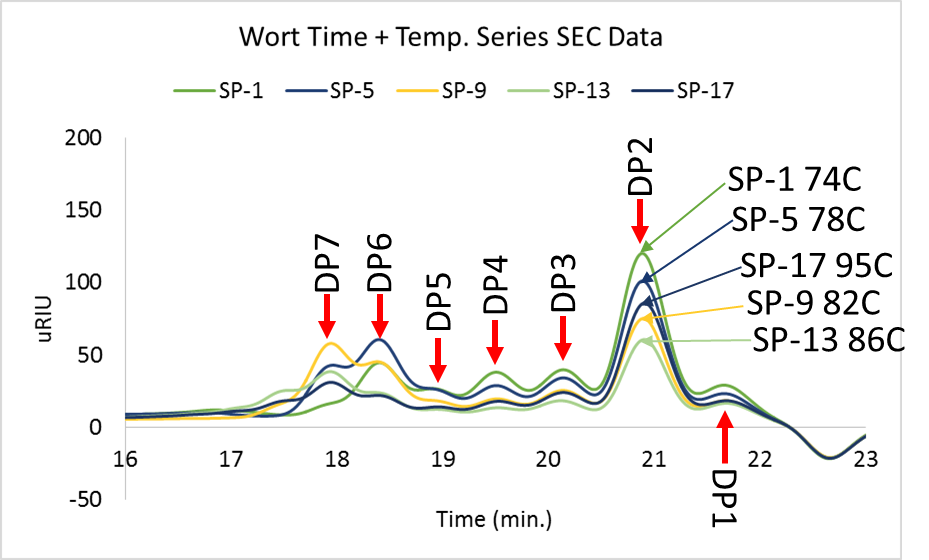 Wort Time + Temp. Series SEC Data
SP-1 SP-5 SP-9 SP-13 SP-17
200
150
100
50
0
-50
uRIU
DP7
DP6
DP5
DP4
DP3
DP2
DP1
SP-1 74C
SP-5 78C
SP-17 95C
SP-9 82C
SP-13 86C
16 17 18 19 20 21 22 23
Time (min.)